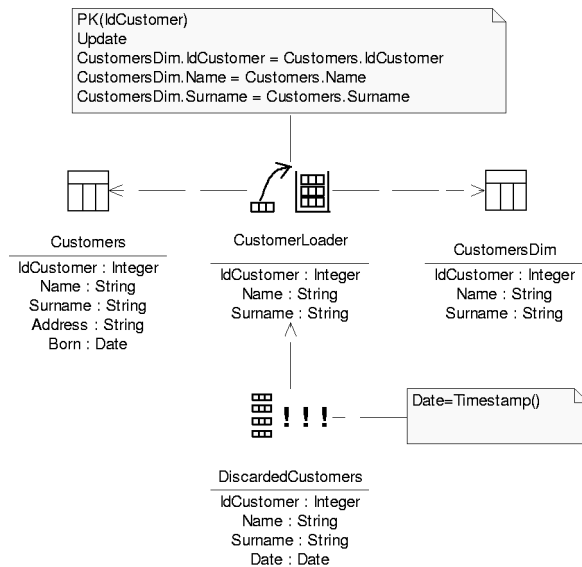 PK(IdCustomer)
Update
CustomersDim.IdCustomer = Customers.IdCustomer
CustomersDim.Name = Customers.Name
CustomersDim.Surname = Customers.Surname
Customers
IdCustomer : Integer
Name : String
Surname : String
Address : String
Born : Date
CustomerLoader
IdCustomer : Integer
Name : String
Surname : String
CustomersDim
IdCustomer : Integer
Name : String
Surname : String
! ! !
Date=Timestamp()
DiscardedCustomers
IdCustomer : Integer
Name : String
Surname : String
Date : Date